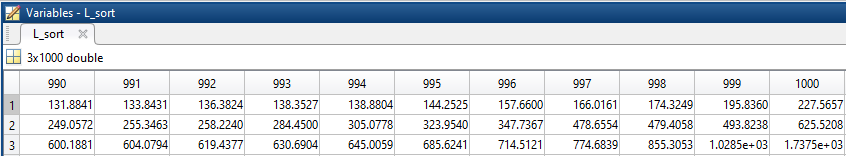 Variables - L_sort
L_sort
3x1000 double
990 991 992 993 994 995 996 997 998 999 1000
1 131.8841 133.8431 136.3824 138.3527 138.8804 144.2525 157.6600 166.0161 174.3249 195.8360 227.5657
2 249.0572 255.3463 258.2240 284.4500 305.0778 323.9540 347.7367 478.6554 479.4058 493.8238 625.5208
3 600.1881 604.0794 619.4377 630.6904 645.0059 685.6241 714.5121 774.6839 855.3053 1.0285e+03 1.7375e+03